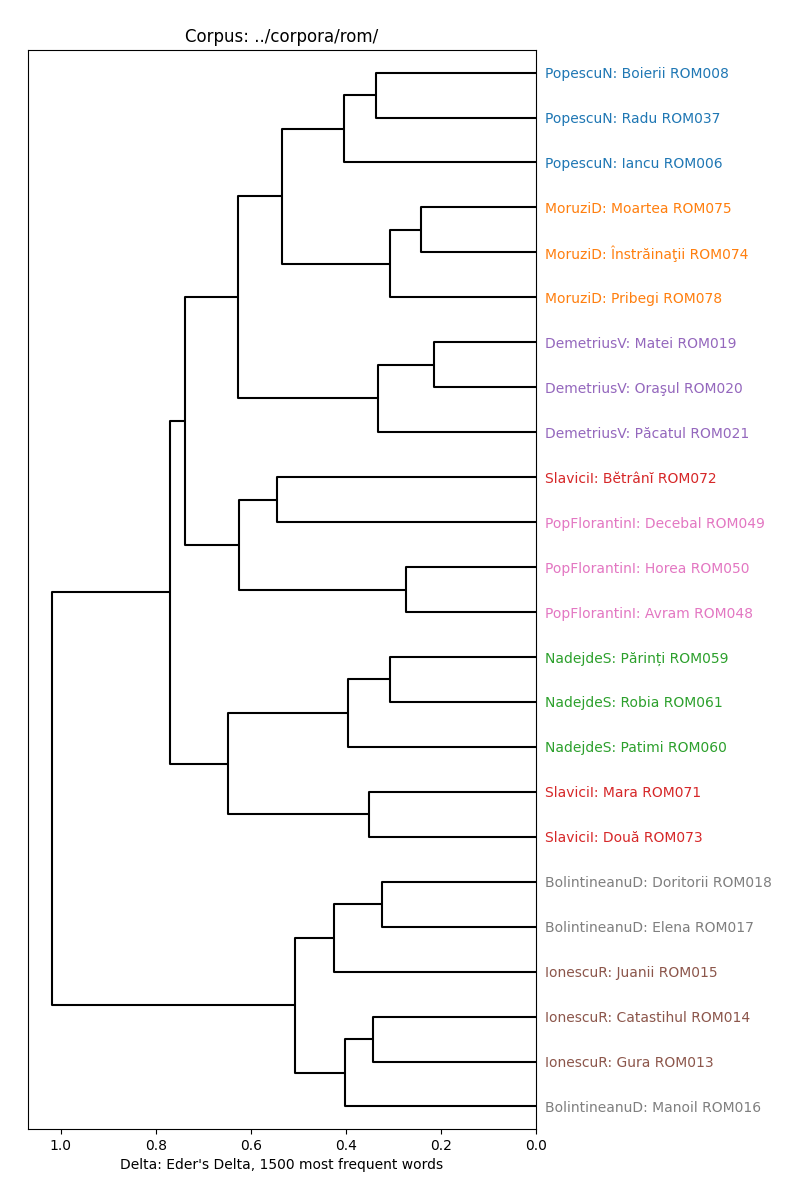 Corpus: ../corpora/rom/
PopescuN: Boierii ROM008
PopescuN: Radu ROM037
PopescuN: Iancu ROM006
MoruziD: Moartea ROM075
MoruziD: Înstrăinaţii ROM074
MoruziD: Pribegi ROM078
DemetriusV: Matei ROM019
DemetriusV: Oraşul ROM020
DemetriusV: Păcatul ROM021
SlaviciI: Bĕtrânĭ ROM072
PopFlorantinI: Decebal ROM049
PopFlorantinI: Horea ROM050
PopFlorantinI: Avram ROM048
NadejdeS: Părinți ROM059
NadejdeS: Robia ROM061
NadejdeS: Patimi ROM060
SlaviciI: Mara ROM071
SlaviciI: Două ROM073
BolintineanuD: Doritorii ROM018
BolintineanuD: Elena ROM017
IonescuR: Juanii ROM015
IonescuR: Catastihul ROM014
IonescuR: Gura ROM013
BolintineanuD: Manoil ROM016
1.0 0.8 0.6 0.4 0.2 0.0
Delta: Eder's Delta, 1500 most frequent words